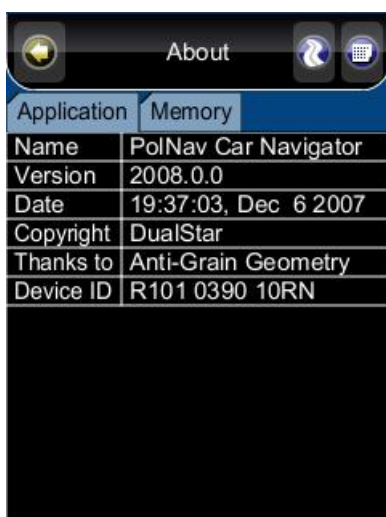 About
Application Memory
Name PolNav Car Navigator
Version 2008.0.0
Date 19:37:03, Dec 6 2007
Copyright DualStar
Thanks to Anti-Grain Geometry
Device ID R101 0390 10RN